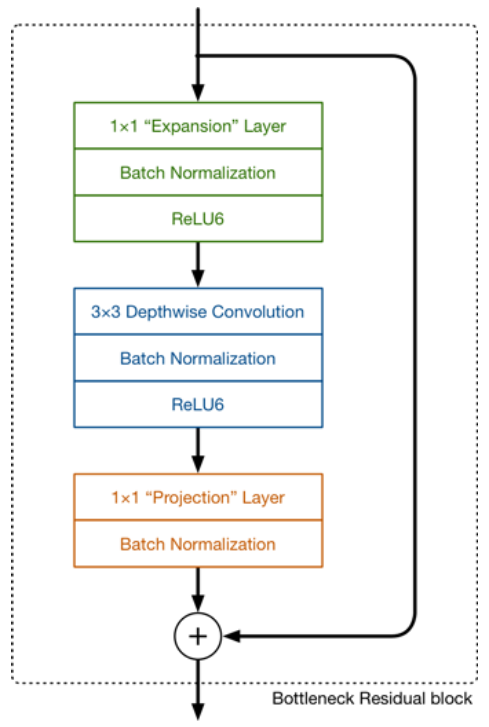 1×1 “Expansion” Layer
Batch Normalization
ReLU6
3×3 Depthwise Convolution
Batch Normalization
ReLU6
1×1 “Projection” Layer
Batch Normalization
+
Bottleneck Residual block